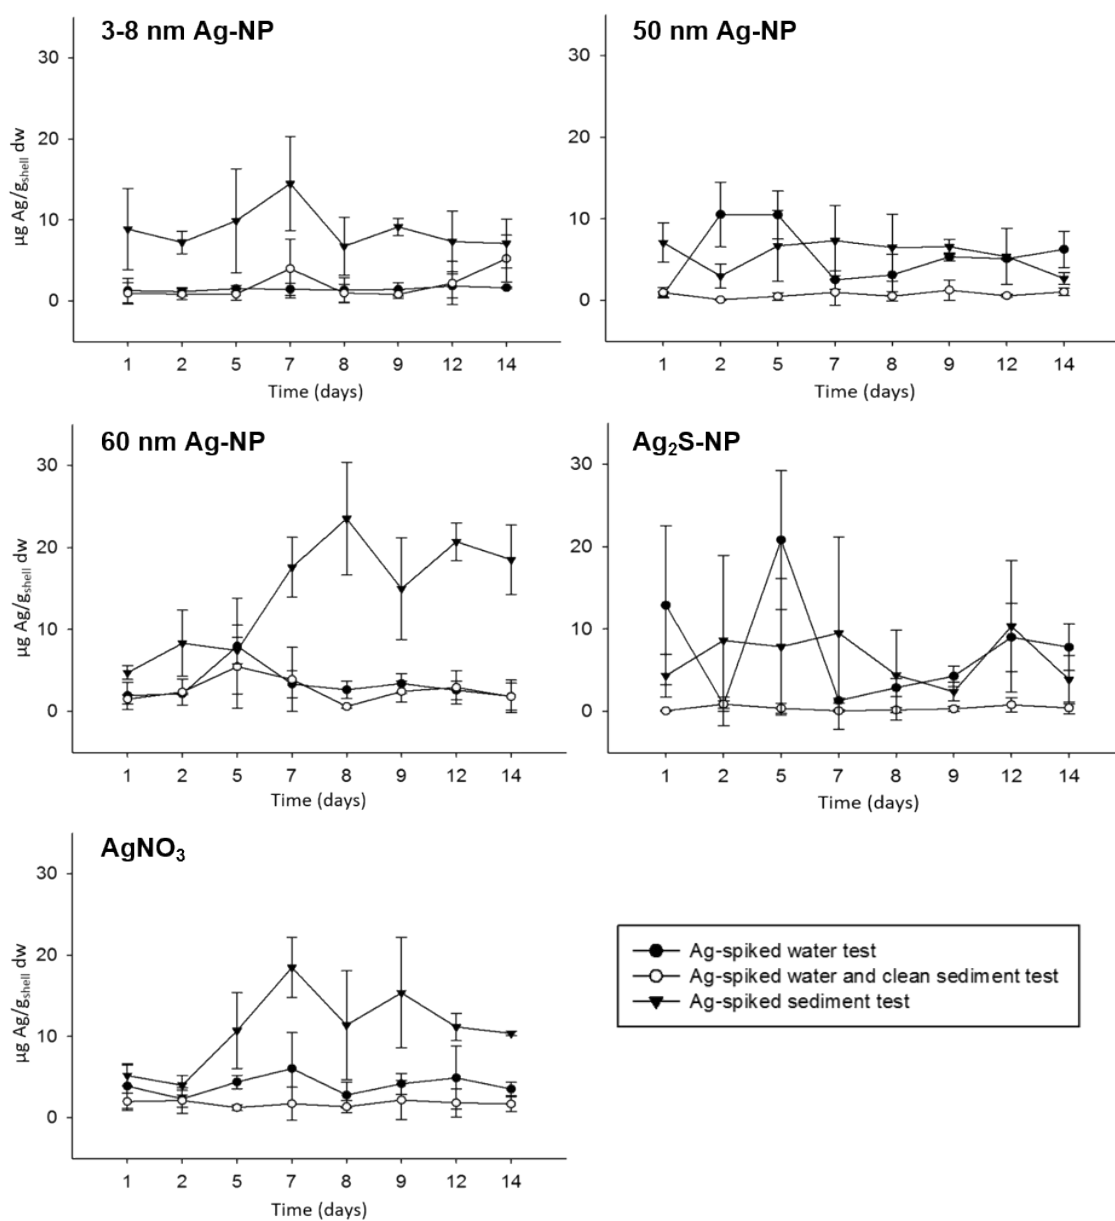 3-8 nm Ag-NP
30
20
10
0
µg Ag/gshell dw
1 2 5 7 8 9 12 14
Time (days)
50 nm Ag-NP
30
20
10
0
1 2 5 7 8 9 12 14
Time (days)
60 nm Ag-NP
30
20
10
0
µg Ag/gshell dw
1 2 5 7 8 9 12 14
Time (days)
Ag₂S-NP
30
20
10
0
1 2 5 7 8 9 12 14
Time (days)
AgNO₃
30
20
10
0
µg Ag/gshell dw
1 2 5 7 8 9 12 14
Time (days)
Ag-spiked water test
Ag-spiked water and clean sediment test
Ag-spiked sediment test